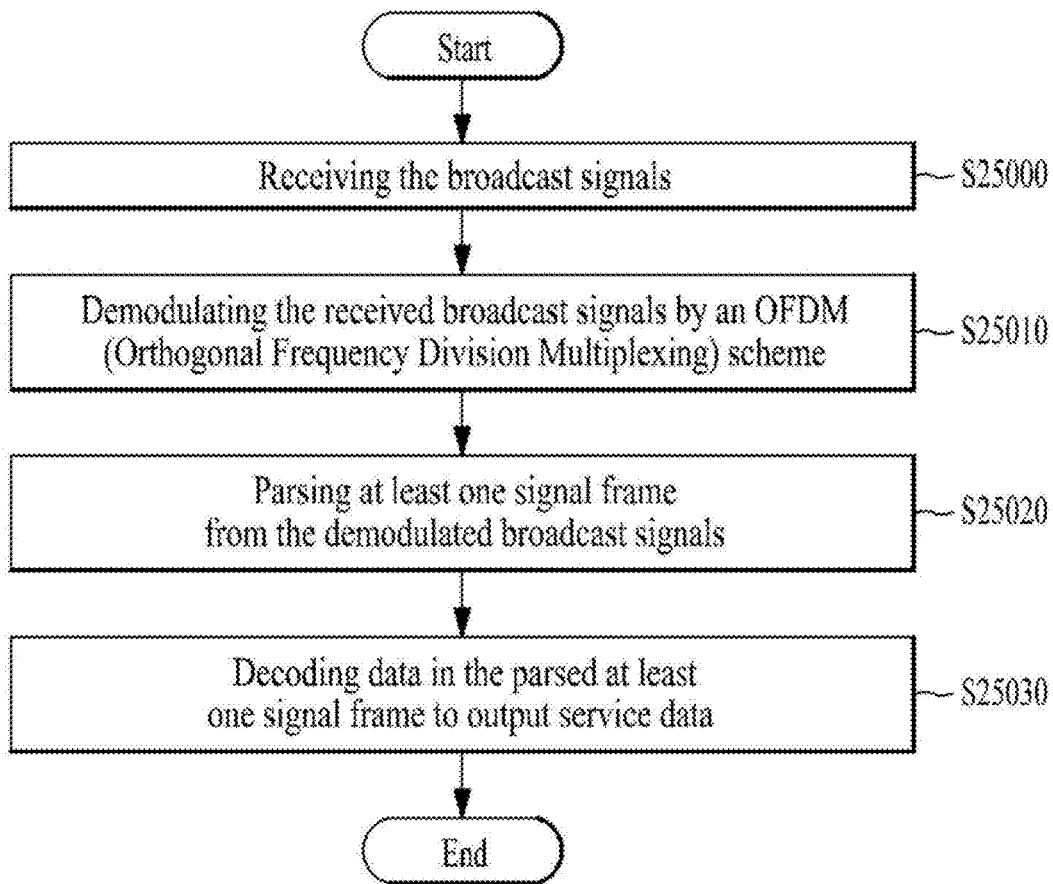 Start
Receiving the broadcast signals
S25000
Demodulating the received broadcast signals by an OFDM
(Orthogonal Frequency Division Multiplexing) scheme
S25010
Parsing at least one signal frame
from the demodulated broadcast signals
S25020
Decoding data in the parsed at least
one signal frame to output service data
S25030
End